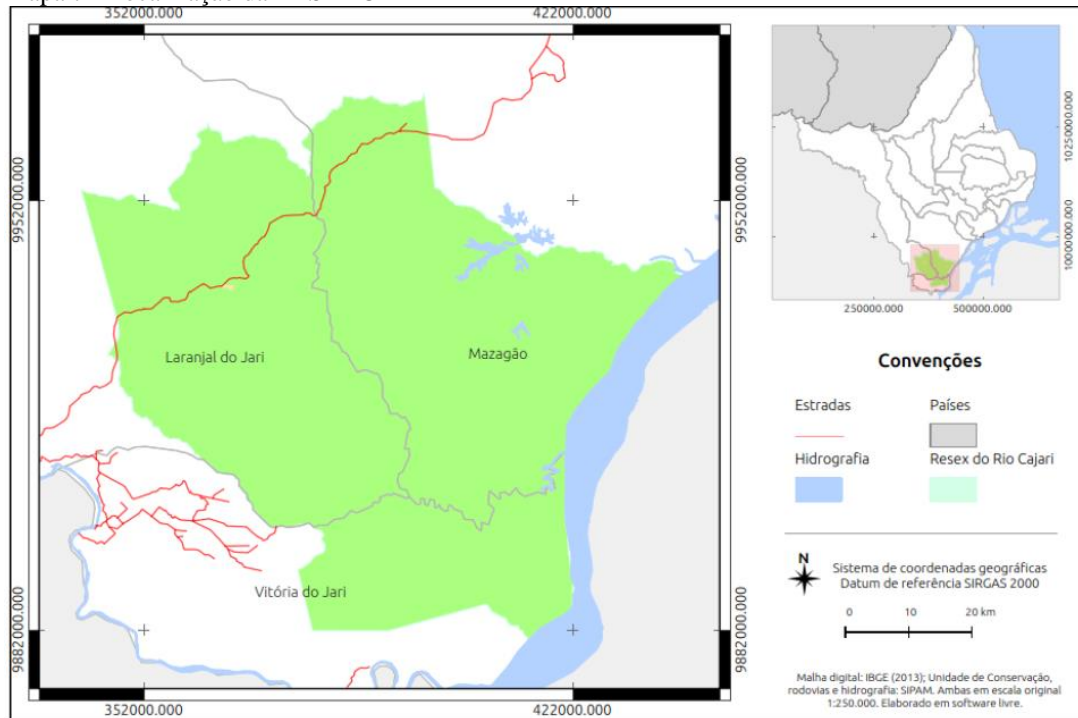 352000.000
422000.000
9952000.000
9952000.000
Laranjal do Jari
Mazagão
Vitória do Jari
9882000.000
9882000.000
352000.000
422000.000
10250000.000
10000000.000
250000.000
500000.000
Convenções
Estradas
Países
Hidrografia
Resex do Rio Cajari
N
Sistema de coordenadas geográficas
Datum de referência SIRGAS 2000
0 10 20 km
Malha digital: IBGE (2013); Unidade de Conservação,
rodovias e hidrografia: SIPAM. Ambas em escala original
1:250.000. Elaborado em software livre.